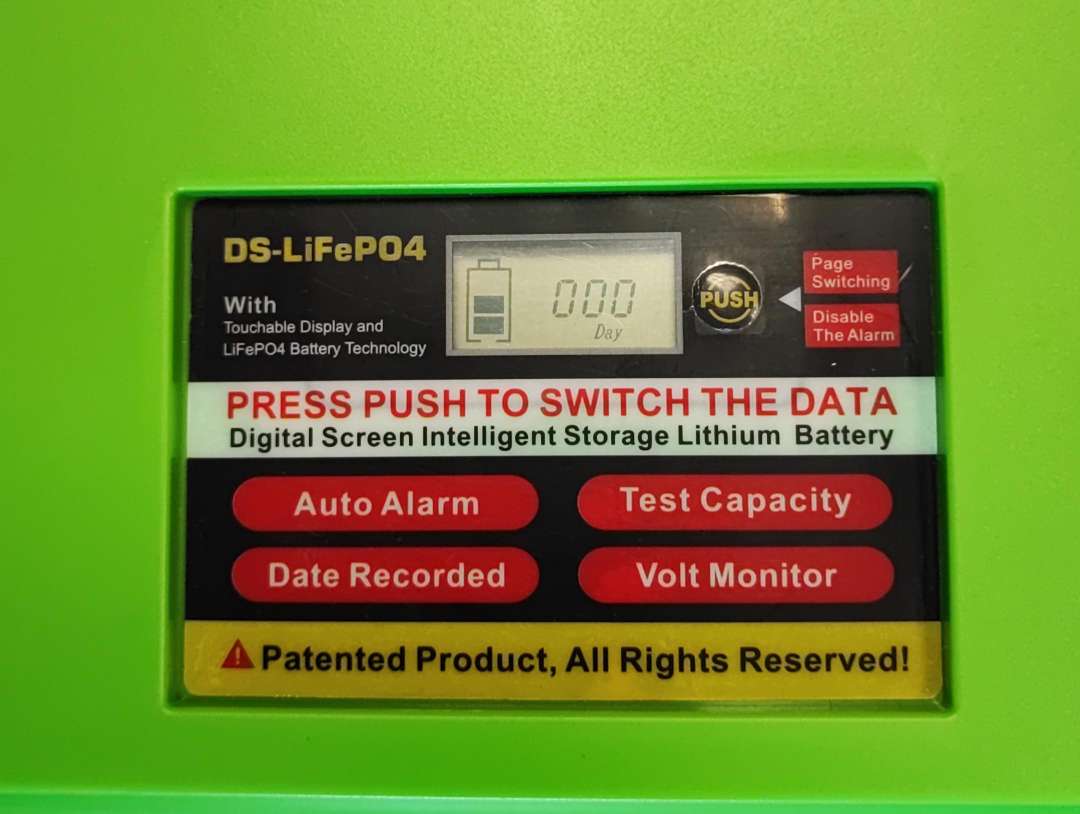 DS-LiFePO4
With
Touchable Display and
LiFePO4 Battery Technology
000
Day
PUSH
Page
Switching
Disable
The Alarm
PRESS PUSH TO SWITCH THE DATA
Digital Screen Intelligent Storage Lithium Battery
Auto Alarm
Test Capacity
Date Recorded
Volt Monitor
Patented Product, All Rights Reserved!